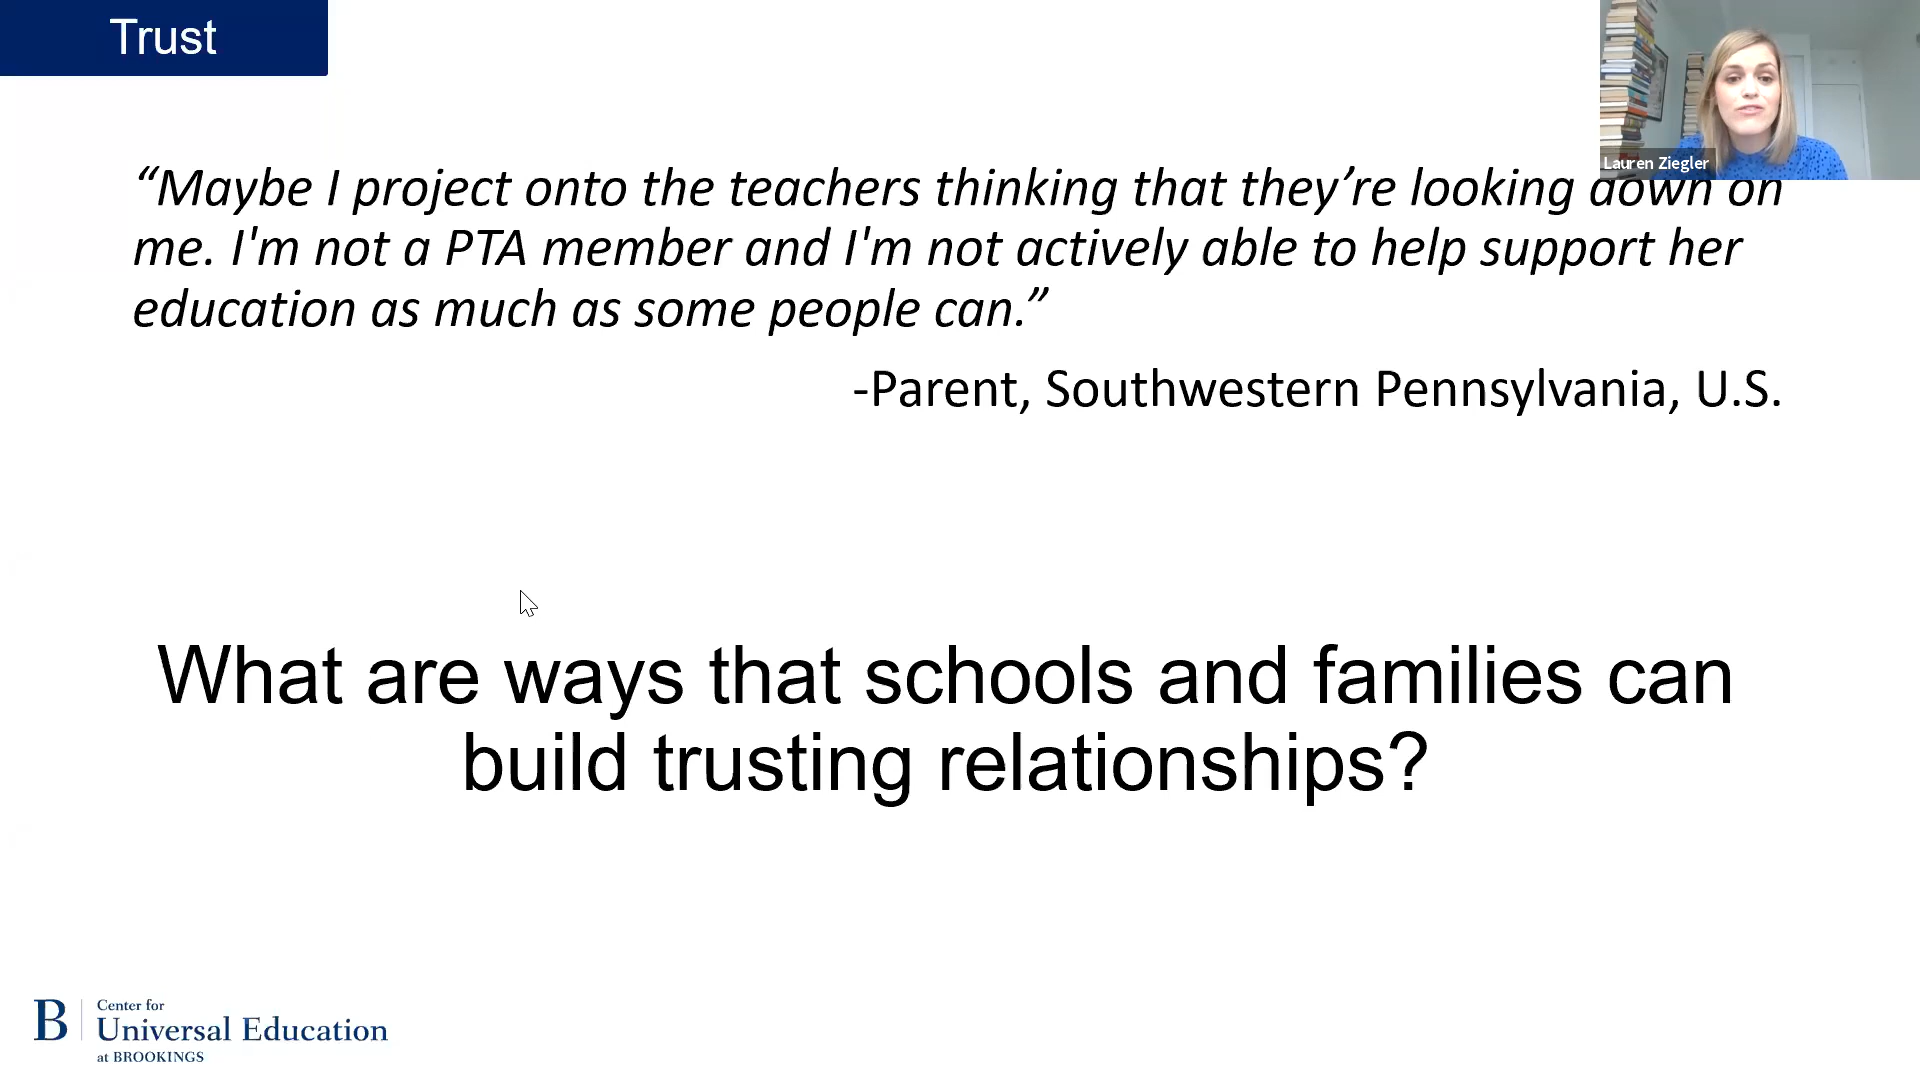 Trust
Lauren Ziegler
“Maybe I project onto the teachers thinking that they’re looking down on
me. I'm not a PTA member and I'm not actively able to help support her
education as much as some people can.”
-Parent, Southwestern Pennsylvania, U.S.
What are ways that schools and families can
build trusting relationships?
B
Center for
Universal Education
at BROOKINGS